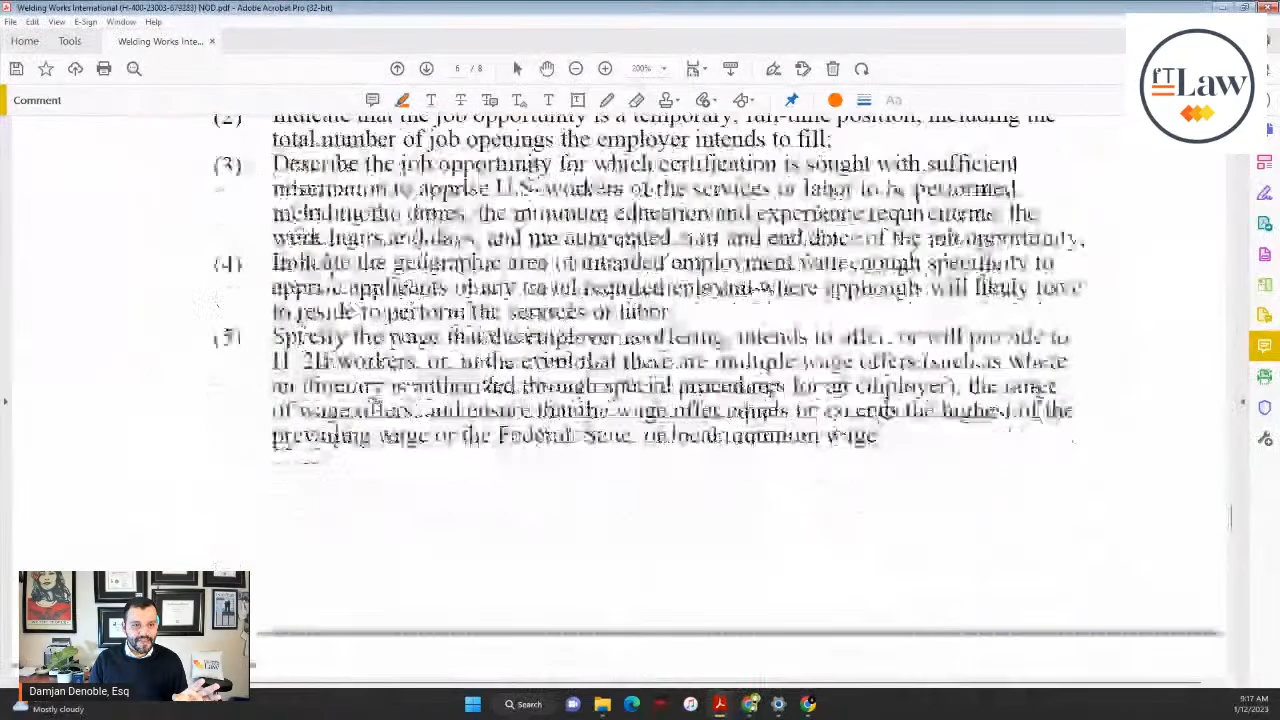 Welding Works International (H-400-23003-679383) NOD.pdf - Adobe Acrobat Pro (32-bit)
File Edit View E-Sign Window Help
Home Tools Welding Works Inte... ×
6 / 8 200%
Comment
T T Aa
fTLaw
(2) Indicate that the job opportunity is a temporary, full-time position, including the
total number of job openings the employer intends to fill;
(3) Describe the job opportunity for which certification is sought with sufficient
information to apprise U.S. workers of the services or labor to be performed,
including the duties, the minimum education and experience requirements, the
work hours and days, and the anticipated start and end dates of the job opportunity;
(4) Indicate the geographic area of intended employment with enough specificity to
apprise applicants of any travel requirements and where applicants will likely have
to reside to perform the services or labor
(5) Specify the wage that the employer is offering, intends to offer, or will provide to
H-2B workers, or, in the event that there are multiple wage offers (such as where
an itinerary is authorized through special procedures for an employer), the range
of wage offers, and ensure that the wage offer equals or exceeds the highest of the
prevailing wage or the Federal, State, or local minimum wage
LAW
Damjan Denoble, Esq
Mostly cloudy
Search
9:17 AM
1/12/2023